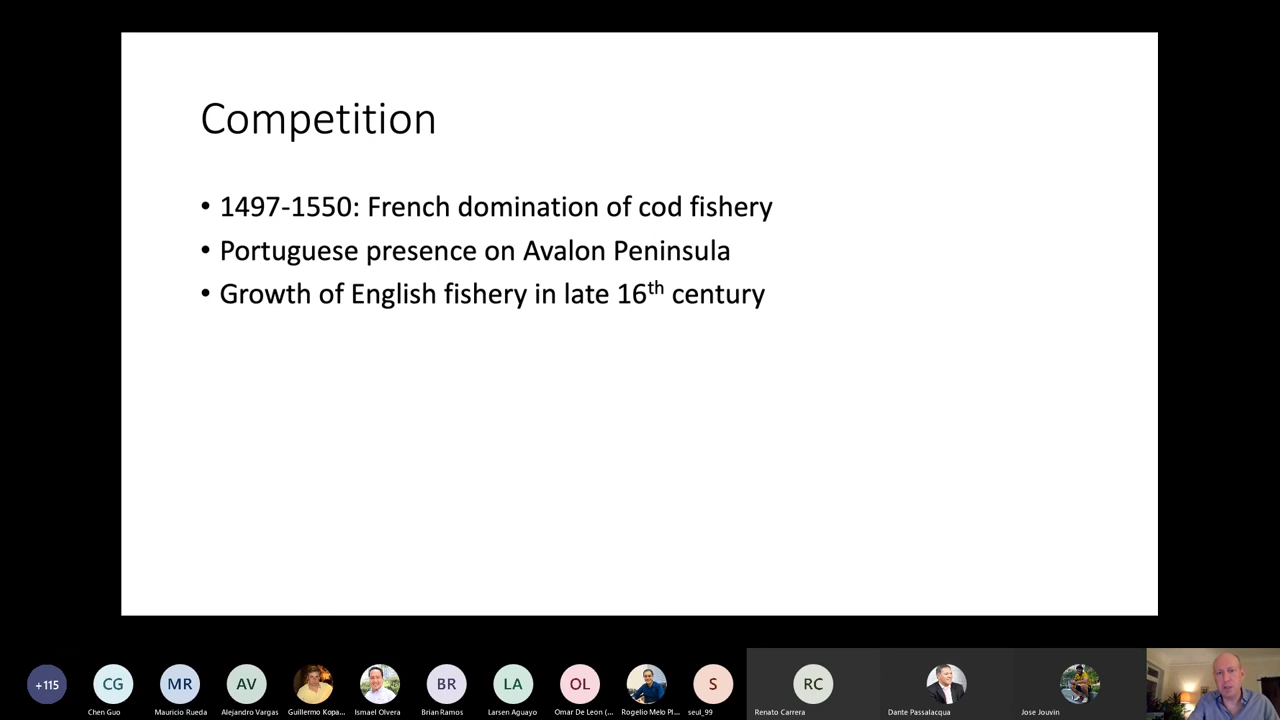 Competition
• 1497-1550: French domination of cod fishery
• Portuguese presence on Avalon Peninsula
• Growth of English fishery in late 16th century
+115
CG
MR
AV
BR
LA
OL
S
RC
Chen Guo
Mauricio Rueda
Alejandro Vargas
Guillermo Kopa...
Ismael Olvera
Brian Ramos
Larsen Aguayo
Omar De Leon (...
Rogelio Melo Pl...
seul_99
Renato Carrera
Dante Passalacqua
Jose Jouvin